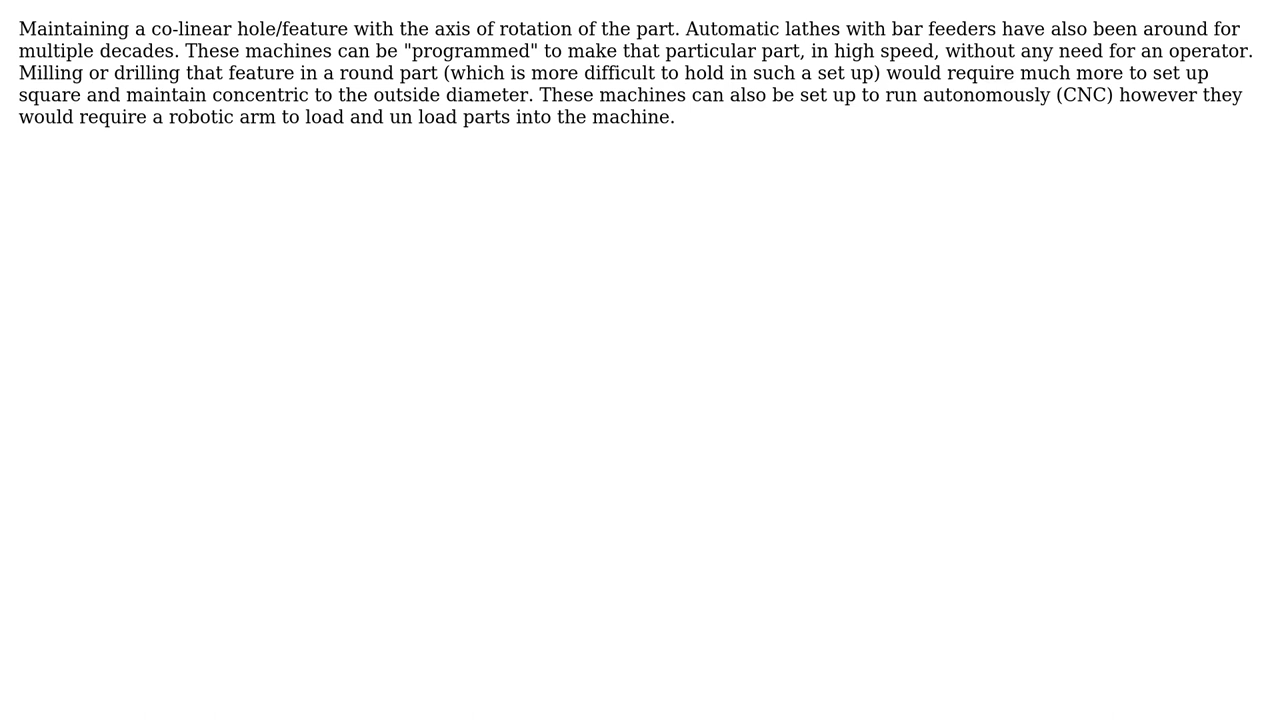 Maintaining a co-linear hole/feature with the axis of rotation of the part. Automatic lathes with bar feeders have also been around for
multiple decades. These machines can be "programmed" to make that particular part, in high speed, without any need for an operator.
Milling or drilling that feature in a round part (which is more difficult to hold in such a set up) would require much more to set up
square and maintain concentric to the outside diameter. These machines can also be set up to run autonomously (CNC) however they
would require a robotic arm to load and un load parts into the machine.